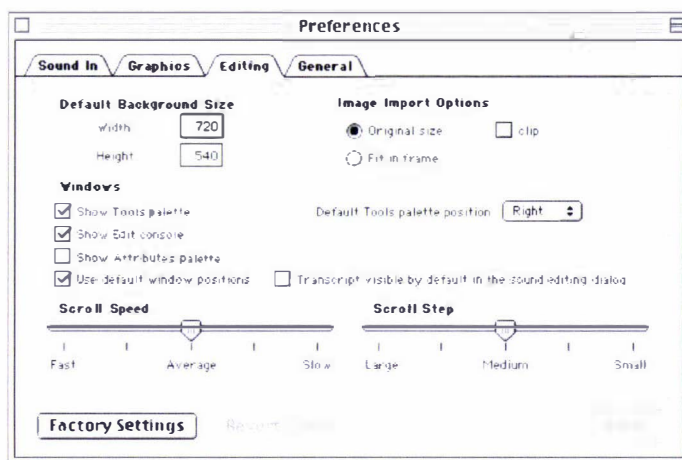 Preferences
Sound In Graphics Editing General
Default Background Size
Width 720
Height 540
Image Import Options
Original size clip
Fit in frame
Windows
Show Tools palette
Default Tools palette position Right
Show Edit console
Show Attributes palette
Use default window positions
Transcript visible by default in the sound editing dialog
Scroll Speed
Fast Average Slow
Scroll Step
Large Medium Small
Factory Settings Revert